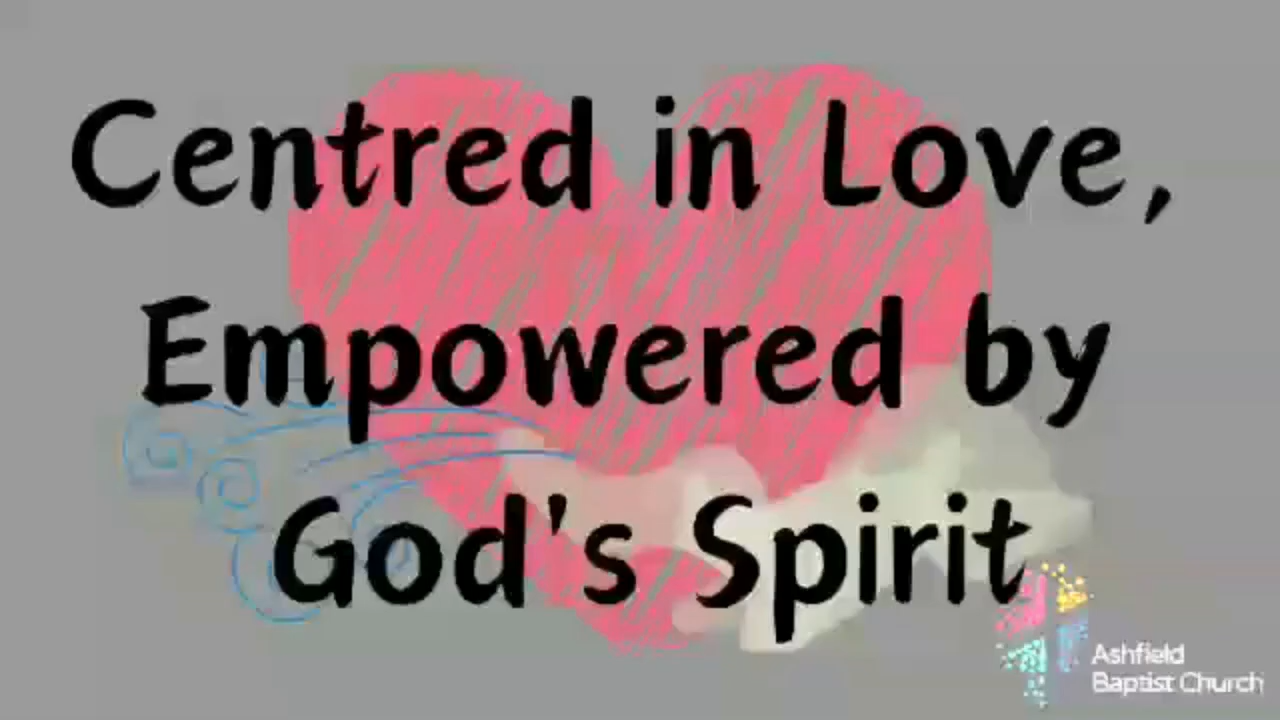 Centred in Love,
Empowered by
God's Spirit
Ashfield
Baptist Church